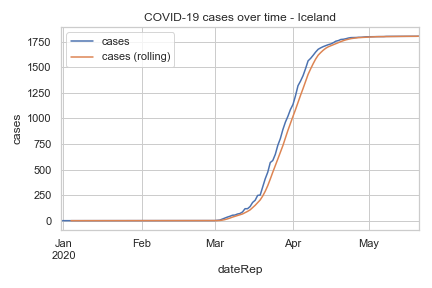 COVID-19 cases over time - Iceland
cases
cases (rolling)
1750
1500
1250
1000
750
500
250
0
cases
Jan Feb Mar Apr May
2020
dateRep